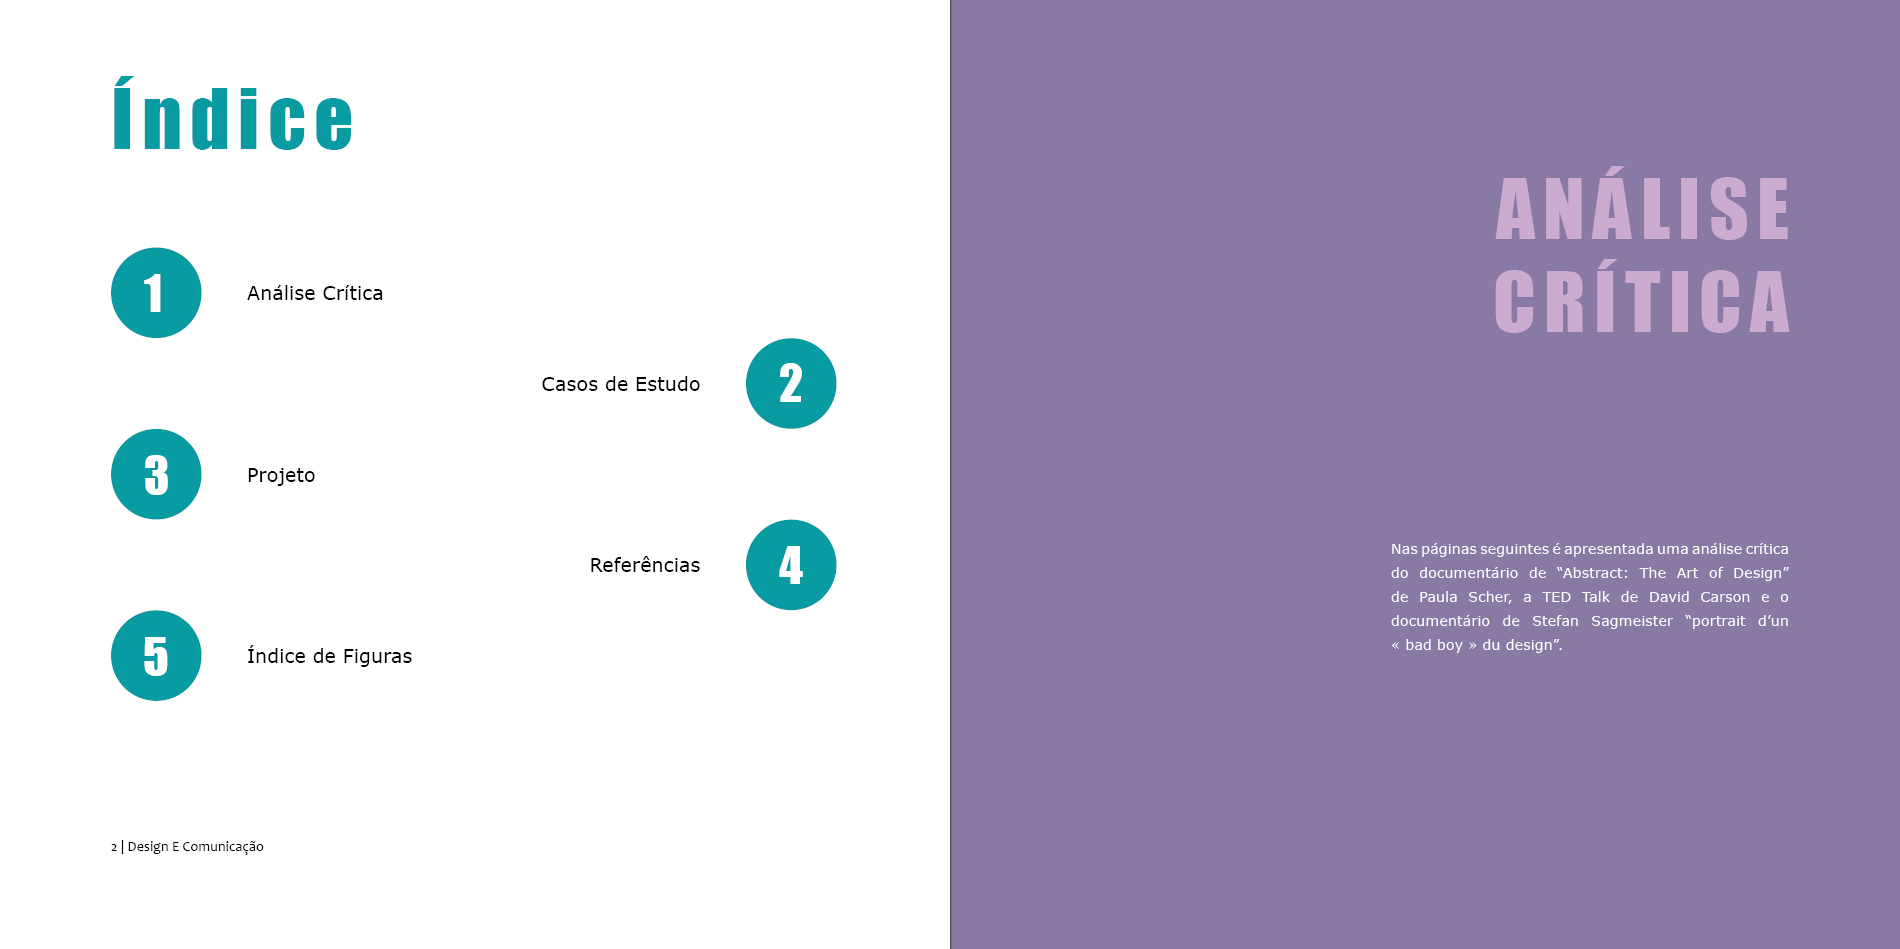 Índice
1 Análise Crítica
Casos de Estudo 2
3 Projeto
Referências 4
5 Índice de Figuras
2 | Design E Comunicação
ANÁLISE
CRÍTICA
Nas páginas seguintes é apresentada uma análise crítica
do documentário de “Abstract: The Art of Design”
de Paula Scher, a TED Talk de David Carson e o
documentário de Stefan Sagmeister “portrait d’un
« bad boy » du design”.